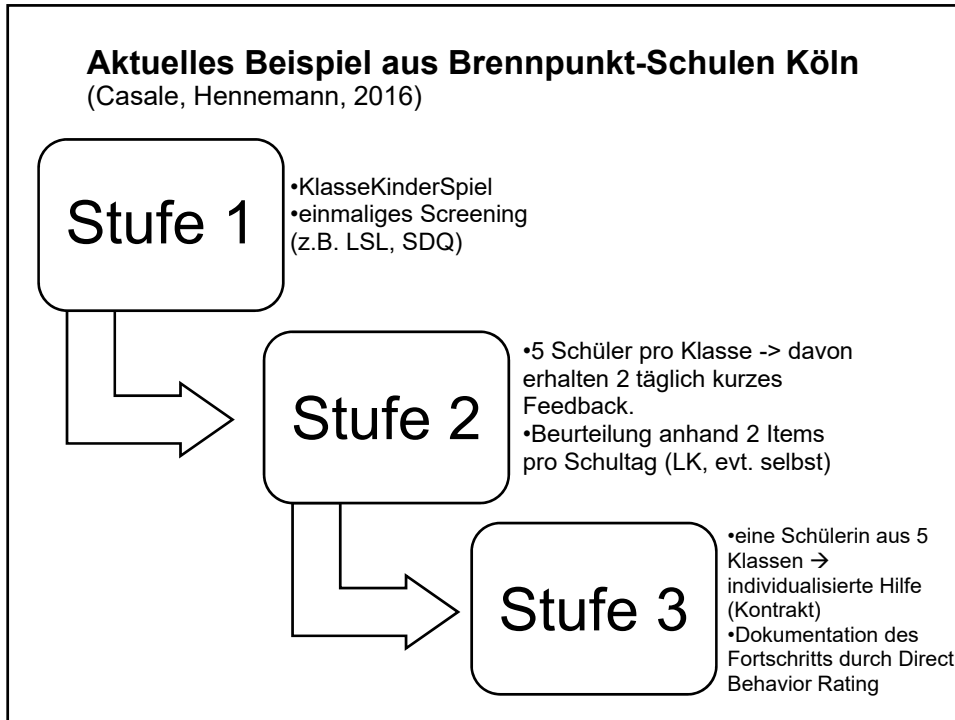 Aktuelles Beispiel aus Brennpunkt-Schulen Köln
(Casale, Hennemann, 2016)
Stufe 1
•KlasseKinderSpiel
•einmaliges Screening
(z.B. LSL, SDQ)
Stufe 2
•5 Schüler pro Klasse -> davon
erhalten 2 täglich kurzes
Feedback.
•Beurteilung anhand 2 Items
pro Schultag (LK, evt. selbst)
Stufe 3
•eine Schülerin aus 5
Klassen →
individualisierte Hilfe
(Kontrakt)
•Dokumentation des
Fortschritts durch Direct
Behavior Rating